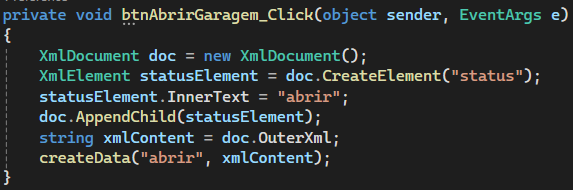 private void btnAbrirGaragem_Click(object sender, EventArgs e)
{
    XmlDocument doc = new XmlDocument();
    XmlElement statusElement = doc.CreateElement("status");
    statusElement.InnerText = "abrir";
    doc.AppendChild(statusElement);
    string xmlContent = doc.OuterXml;
    createData("abrir", xmlContent);
}